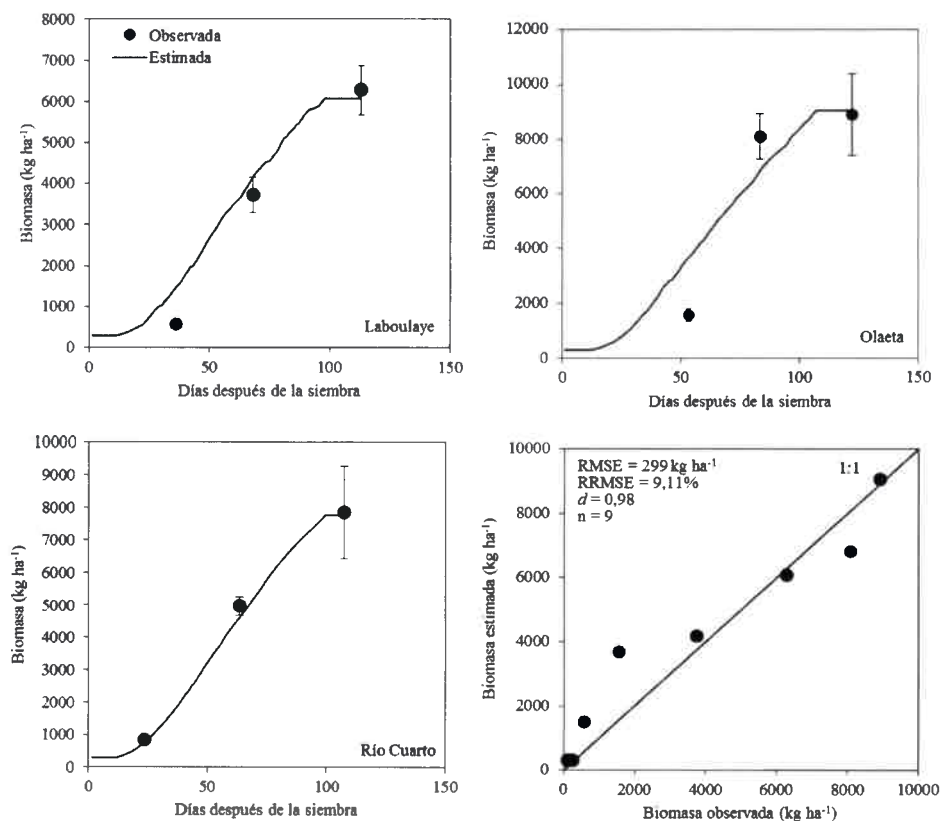 8000
7000
6000
5000
4000
3000
2000
1000
0
Biomasa (kg ha⁻¹)
Observada
Estimada
Laboulaye
0 50 100 150
Días después de la siembra
12000
10000
8000
6000
4000
2000
0
Biomasa (kg ha⁻¹)
Olaeta
0 50 100 150
Días después de la siembra
10000
9000
8000
7000
6000
5000
4000
3000
2000
1000
0
Biomasa (kg ha⁻¹)
Río Cuarto
0 50 100 150
Días después de la siembra
10000
8000
6000
4000
2000
0
Biomasa estimada (kg ha⁻¹)
RMSE = 299 kg ha⁻¹
RRMSE = 9,11%
d = 0,98
n = 9
1:1
0 2000 4000 6000 8000 10000
Biomasa observada (kg ha⁻¹)